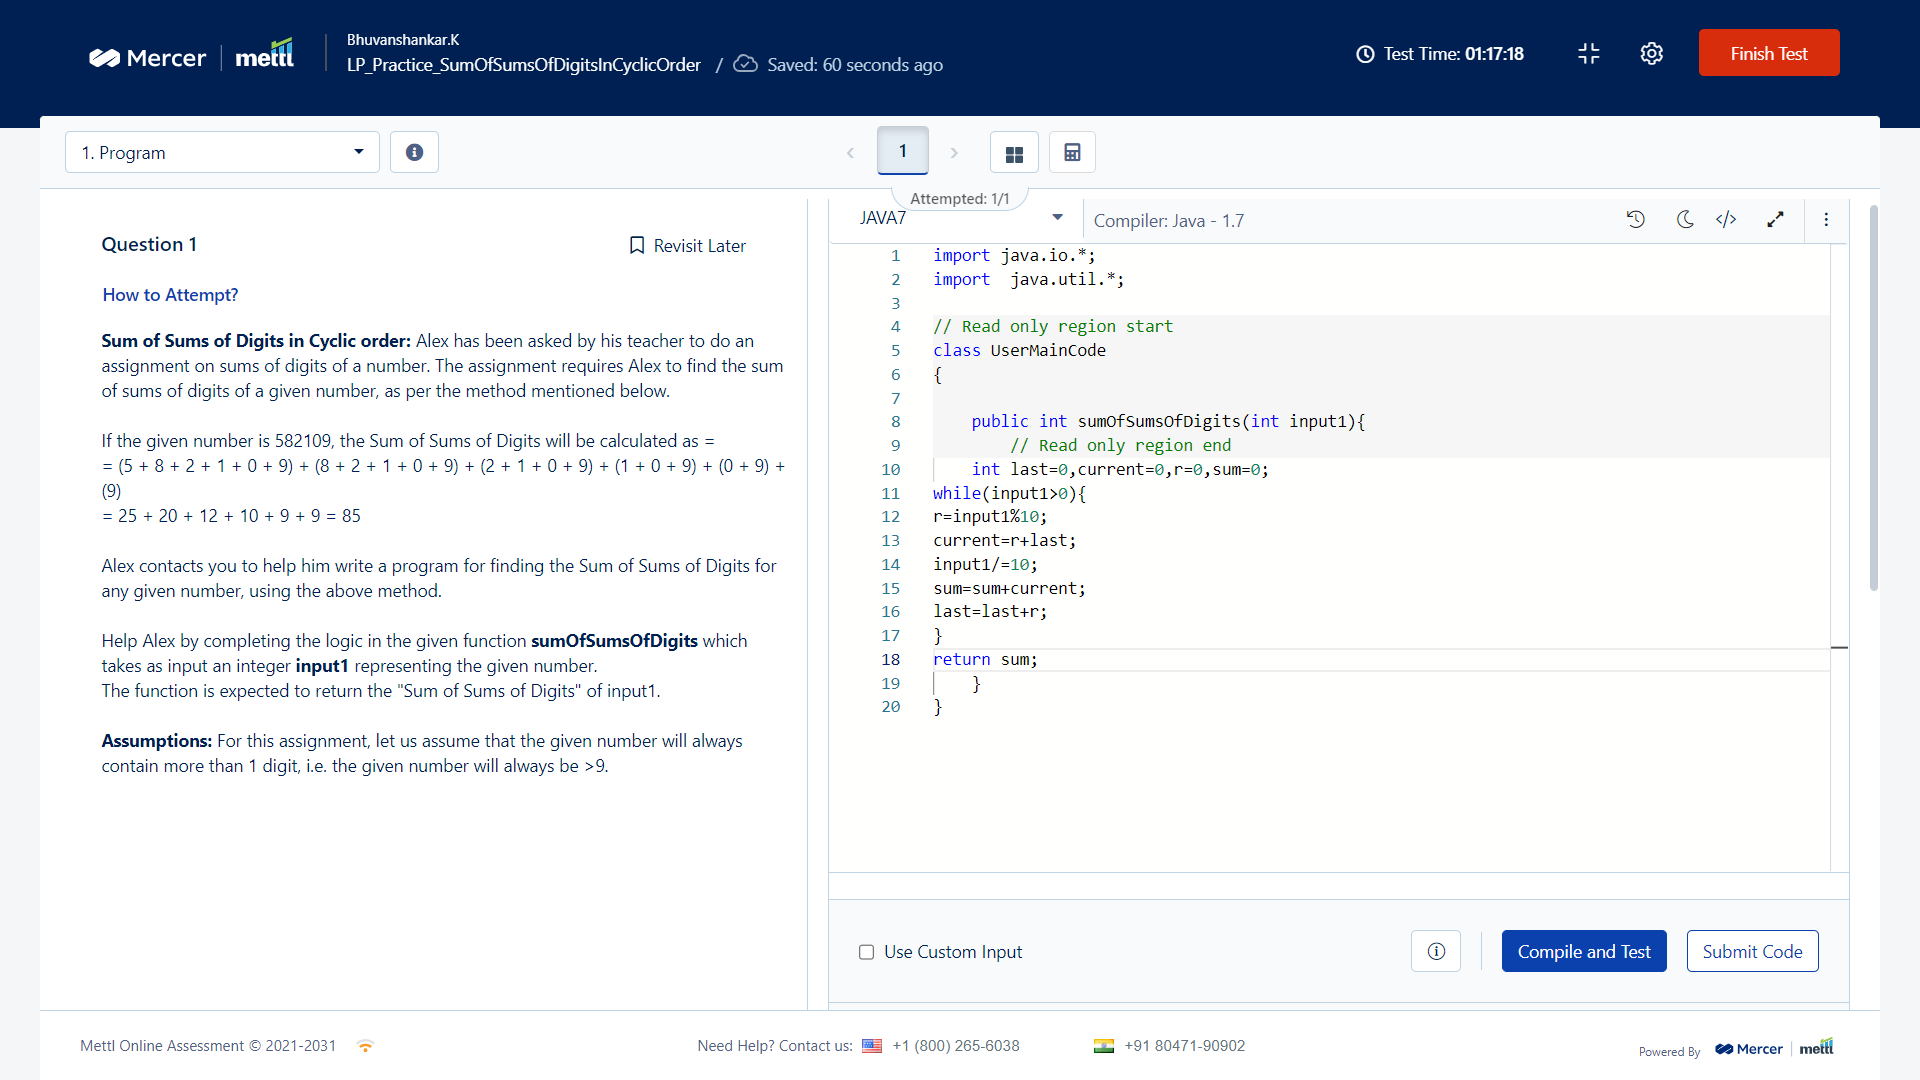 Mercer mettl
Bhuvanshankar.K
LP_Practice_SumOfSumsOfDigitsInCyclicOrder / Saved: 60 seconds ago
Test Time: 01:17:18
Finish Test
1. Program
1
Attempted: 1/1
Question 1
Revisit Later
How to Attempt?
Sum of Sums of Digits in Cyclic order: Alex has been asked by his teacher to do an
assignment on sums of digits of a number. The assignment requires Alex to find the sum
of sums of digits of a given number, as per the method mentioned below.
If the given number is 582109, the Sum of Sums of Digits will be calculated as =
= (5 + 8 + 2 + 1 + 0 + 9) + (8 + 2 + 1 + 0 + 9) + (2 + 1 + 0 + 9) + (1 + 0 + 9) + (0 + 9) +
(9)
= 25 + 20 + 12 + 10 + 9 + 9 = 85
Alex contacts you to help him write a program for finding the Sum of Sums of Digits for
any given number, using the above method.
Help Alex by completing the logic in the given function sumOfSumsOfDigits which
takes as input an integer input1 representing the given number.
The function is expected to return the "Sum of Sums of Digits" of input1.
Assumptions: For this assignment, let us assume that the given number will always
contain more than 1 digit, i.e. the given number will always be >9.
JAVA7
Compiler: Java - 1.7
1 import java.io.*;
2 import  java.util.*;
3
4 // Read only region start
5 class UserMainCode
6 {
7
8     public int sumOfSumsOfDigits(int input1){
9         // Read only region end
10     int last=0,current=0,r=0,sum=0;
11 while(input1>0){
12 r=input1%10;
13 current=r+last;
14 input1/=10;
15 sum=sum+current;
16 last=last+r;
17 }
18 return sum;
19     }
20 }
Use Custom Input
Compile and Test
Submit Code
Mettl Online Assessment © 2021-2031
Need Help? Contact us: +1 (800) 265-6038
+91 80471-90902
Powered By Mercer mettl